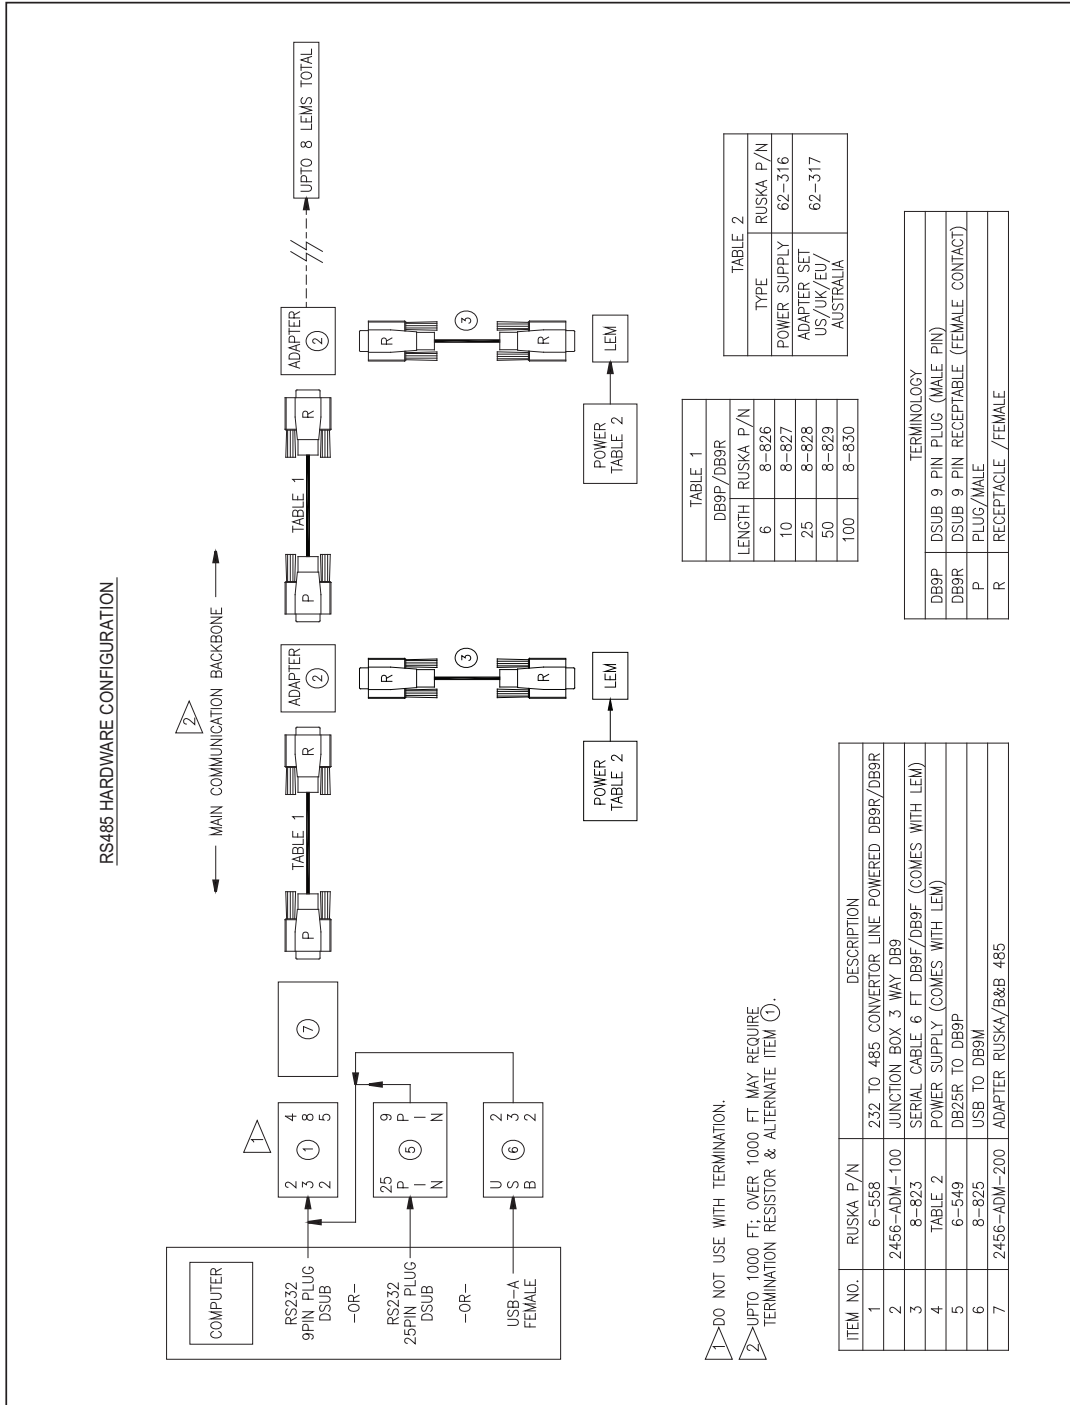 RS485 HARDWARE CONFIGURATION
2
MAIN COMMUNICATION BACKBONE
COMPUTER
RS232
9PIN PLUG
DSUB
-OR-
RS232
25PIN PLUG
DSUB
-OR-
USB-A
FEMALE
1
2 4
3 1 8
2 5
25 9
P P
I 5 I
N N
U 2
S 6 3
B 2
7
P
TABLE 1
R
ADAPTER
2
P
TABLE 1
R
ADAPTER
2
UPTO 8 LEMS TOTAL
R
3
R
R
3
R
POWER
TABLE 2
LEM
POWER
TABLE 2
LEM
1 DO NOT USE WITH TERMINATION.
2 UPTO 1000 FT; OVER 1000 FT MAY REQUIRE
TERMINATION RESISTOR & ALTERNATE ITEM 1.
TABLE 1
DB9P/DB9R
LENGTH RUSKA P/N
6 8-826
10 8-827
25 8-828
50 8-829
100 8-830
TABLE 2
TYPE RUSKA P/N
POWER SUPPLY 62-316
ADAPTER SET
US/UK/EU/ 62-317
AUSTRALIA
ITEM NO. RUSKA P/N DESCRIPTION
1 6-558 232 TO 485 CONVERTOR LINE POWERED DB9R/DB9R
2 2456-ADM-100 JUNCTION BOX 3 WAY DB9
3 8-823 SERIAL CABLE 6 FT DB9F/DB9F (COMES WITH LEM)
4 TABLE 2 POWER SUPPLY (COMES WITH LEM)
5 6-549 DB25R TO DB9P
6 8-825 USB TO DB9M
7 2456-ADM-200 ADAPTER RUSKA/B&B 485
TERMINOLOGY
DB9P DSUB 9 PIN PLUG (MALE PIN)
DB9R DSUB 9 PIN RECEPTABLE (FEMALE CONTACT)
P PLUG/MALE
R RECEPTACLE /FEMALE